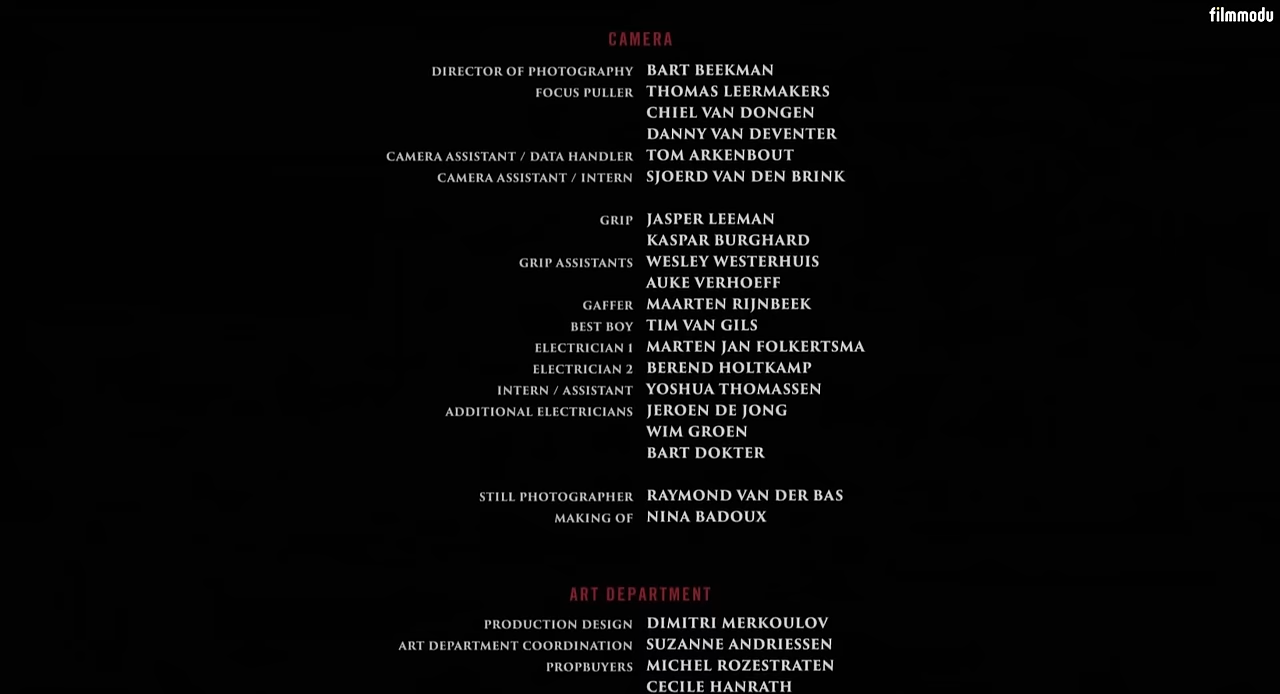 filmmodu
CAMERA
DIRECTOR OF PHOTOGRAPHY BART BEEKMAN
FOCUS PULLER THOMAS LEERMAKERS
CHIEL VAN DONGEN
DANNY VAN DEVENTER
CAMERA ASSISTANT / DATA HANDLER TOM ARKENBOUT
CAMERA ASSISTANT / INTERN SJOERD VAN DEN BRINK
GRIP JASPER LEEMAN
KASPAR BURGHARD
GRIP ASSISTANTS WESLEY WESTERHUIS
AUKE VERHOEFF
GAFFER MAARTEN RIJNBEEK
BEST BOY TIM VAN GILS
ELECTRICIAN 1 MARTEN JAN FOLKERTSMA
ELECTRICIAN 2 BEREND HOLTKAMP
INTERN / ASSISTANT YOSHUA THOMASSEN
ADDITIONAL ELECTRICIANS JEROEN DE JONG
WIM GROEN
BART DOKTER
STILL PHOTOGRAPHER RAYMOND VAN DER BAS
MAKING OF NINA BADOUX
ART DEPARTMENT
PRODUCTION DESIGN DIMITRI MERKOULOV
ART DEPARTMENT COORDINATION SUZANNE ANDRIESSEN
PROPBUYERS MICHEL ROZESTRATEN
CECILE HANRATH